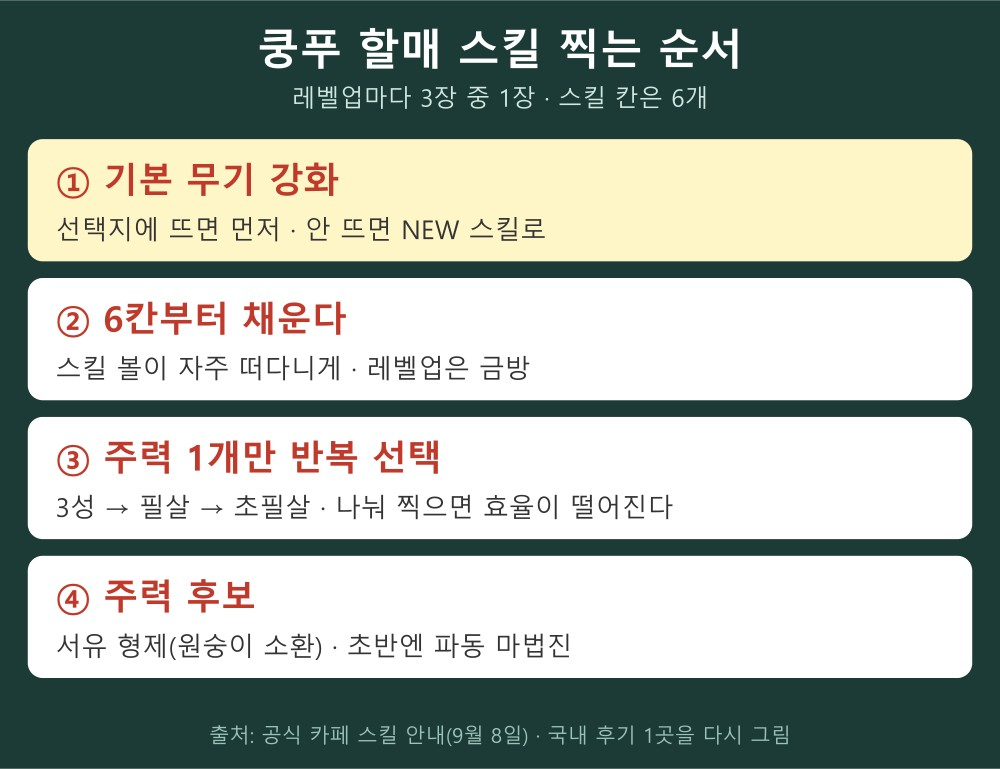 쿵푸 할매 스킬 찍는 순서
레벨업마다 3장 중 1장 · 스킬 칸은 6개
① 기본 무기 강화
선택지에 뜨면 먼저 · 안 뜨면 NEW 스킬로
② 6칸부터 채운다
스킬 볼이 자주 떠다니게 · 레벨업은 금방
③ 주력 1개만 반복 선택
3성 → 필살 → 초필살 · 나눠 찍으면 효율이 떨어진다
④ 주력 후보
서유 형제(원숭이 소환) · 초반엔 파동 마법진
출처: 공식 카페 스킬 안내(9월 8일) · 국내 후기 1곳을 다시 그림